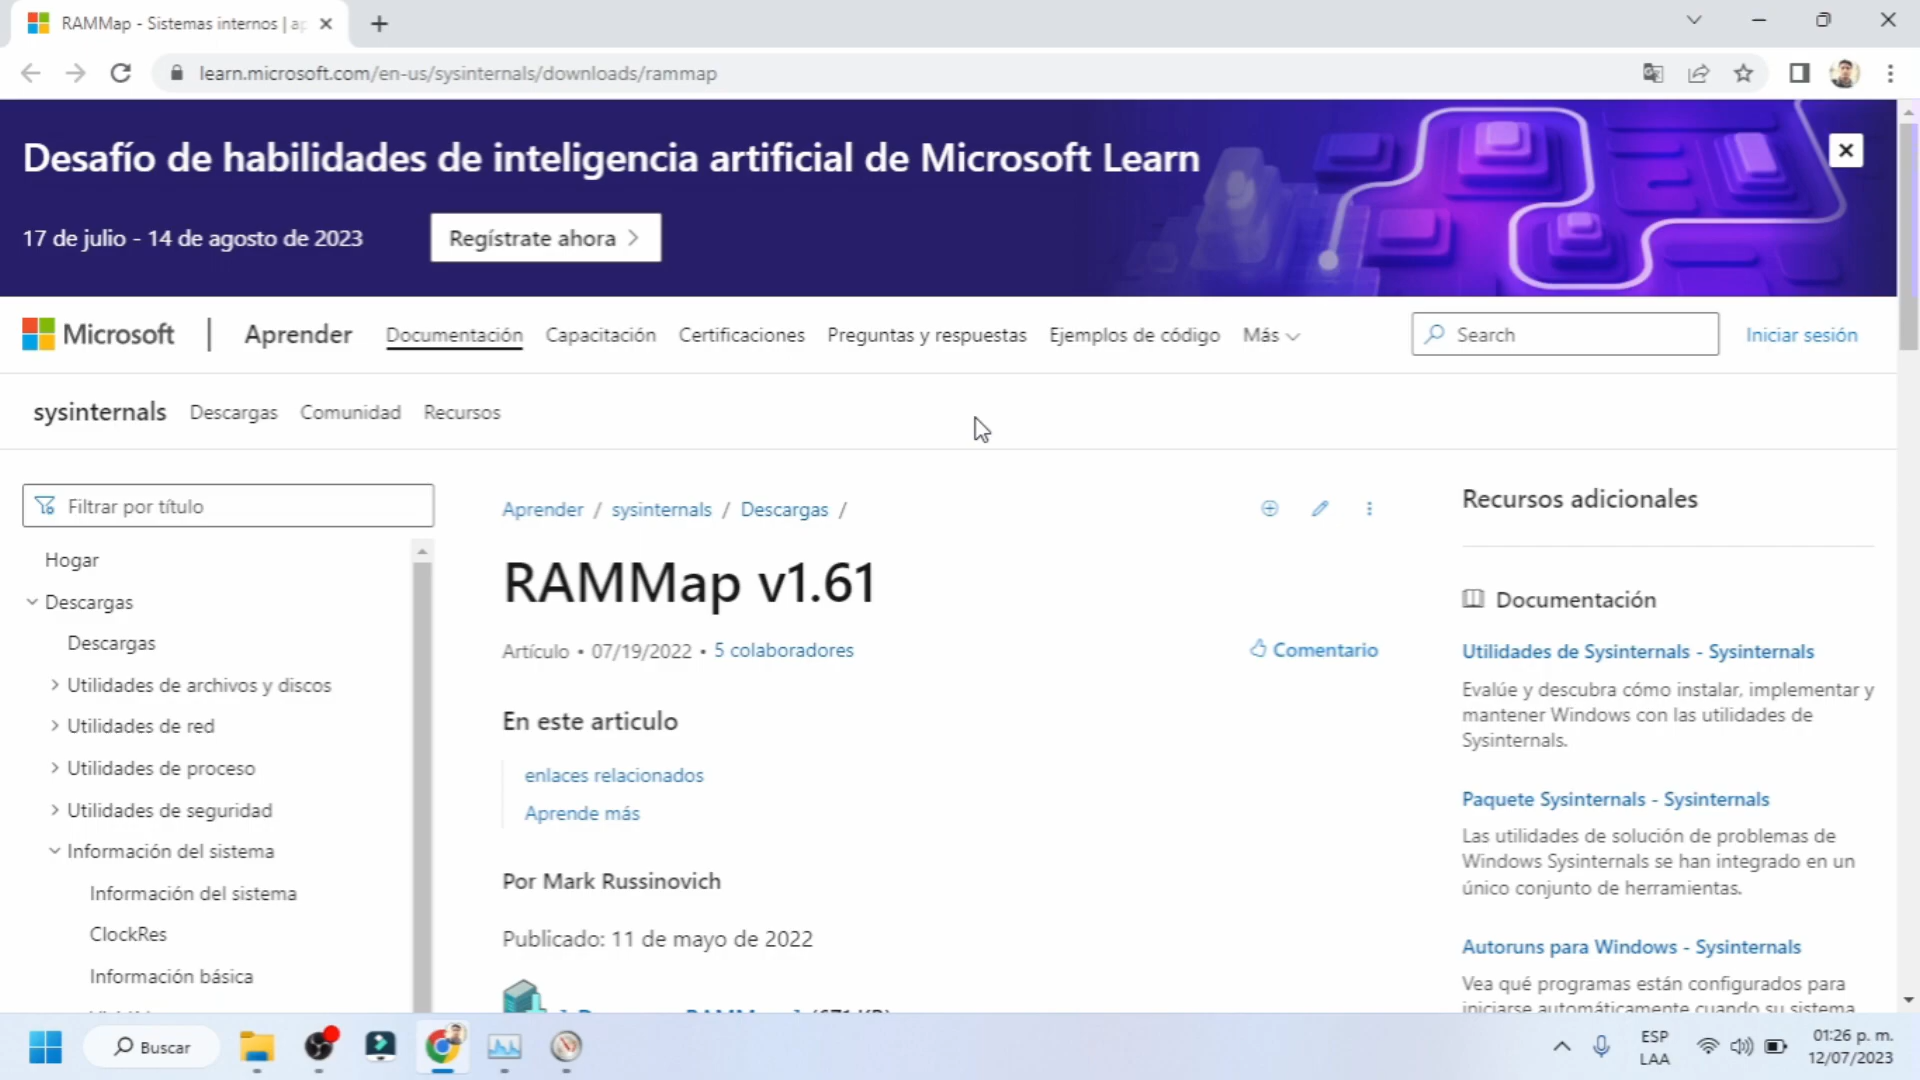 RAMMap - Sistemas internos | ap
learn.microsoft.com/en-us/sysinternals/downloads/rammap
Desafío de habilidades de inteligencia artificial de Microsoft Learn
17 de julio - 14 de agosto de 2023
Regístrate ahora
Microsoft
Aprender
Documentación
Capacitación
Certificaciones
Preguntas y respuestas
Ejemplos de código
Más
Search
Iniciar sesión
sysinternals
Descargas
Comunidad
Recursos
Filtrar por título
Hogar
Descargas
Descargas
Utilidades de archivos y discos
Utilidades de red
Utilidades de proceso
Utilidades de seguridad
Información del sistema
Información del sistema
ClockRes
Información básica
Aprender / sysinternals / Descargas /
RAMMap v1.61
Artículo • 07/19/2022 • 5 colaboradores
Comentario
En este articulo
enlaces relacionados
Aprende más
Por Mark Russinovich
Publicado: 11 de mayo de 2022
Recursos adicionales
Documentación
Utilidades de Sysinternals - Sysinternals
Evalúe y descubra cómo instalar, implementar y
mantener Windows con las utilidades de
Sysinternals.
Paquete Sysinternals - Sysinternals
Las utilidades de solución de problemas de
Windows Sysinternals se han integrado en un
único conjunto de herramientas.
Autoruns para Windows - Sysinternals
Vea qué programas están configurados para
iniciarse automáticamente cuando su sistema
Buscar
ESP
LAA
01:26 p. m.
12/07/2023